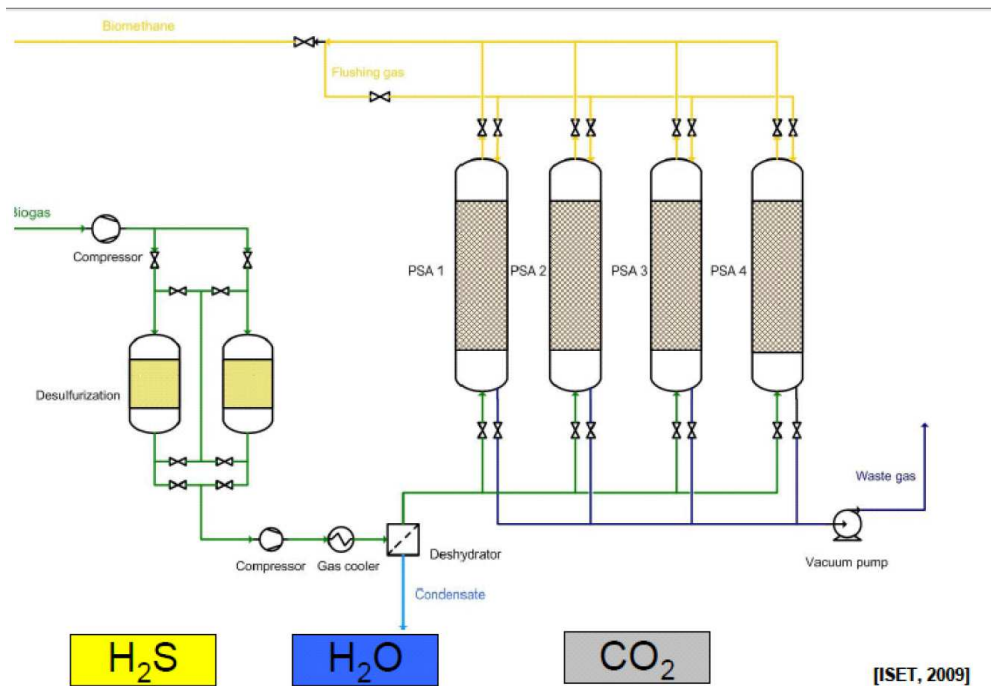 Biomethane
Flushing gas
Biogas
Compressor
PSA 1
PSA 2
PSA 3
PSA 4
Desulfurization
Waste gas
Compressor
Gas cooler
Deshydrator
Vacuum pump
Condensate
H₂S
H₂O
CO₂
[ISET, 2009]